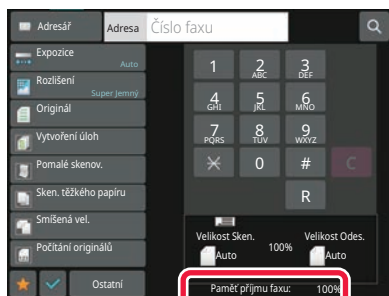 Adresář
Adresa
Číslo faxu
Expozice
Auto
Rozlišení
Super Jemný
Originál
Vytvoření úloh
Pomalé skenov.
Sken. těžkého papíru
Smíšená vel.
Počítání originálů
Ostatní
1
2
ABC
3
DEF
4
GHI
5
JKL
6
MNO
7
PQRS
8
TUV
9
WXYZ
0
#
C
R
Velikost Sken.
Velikost Odes.
100%
Auto
Auto
Paměť příjmu faxu: 100%